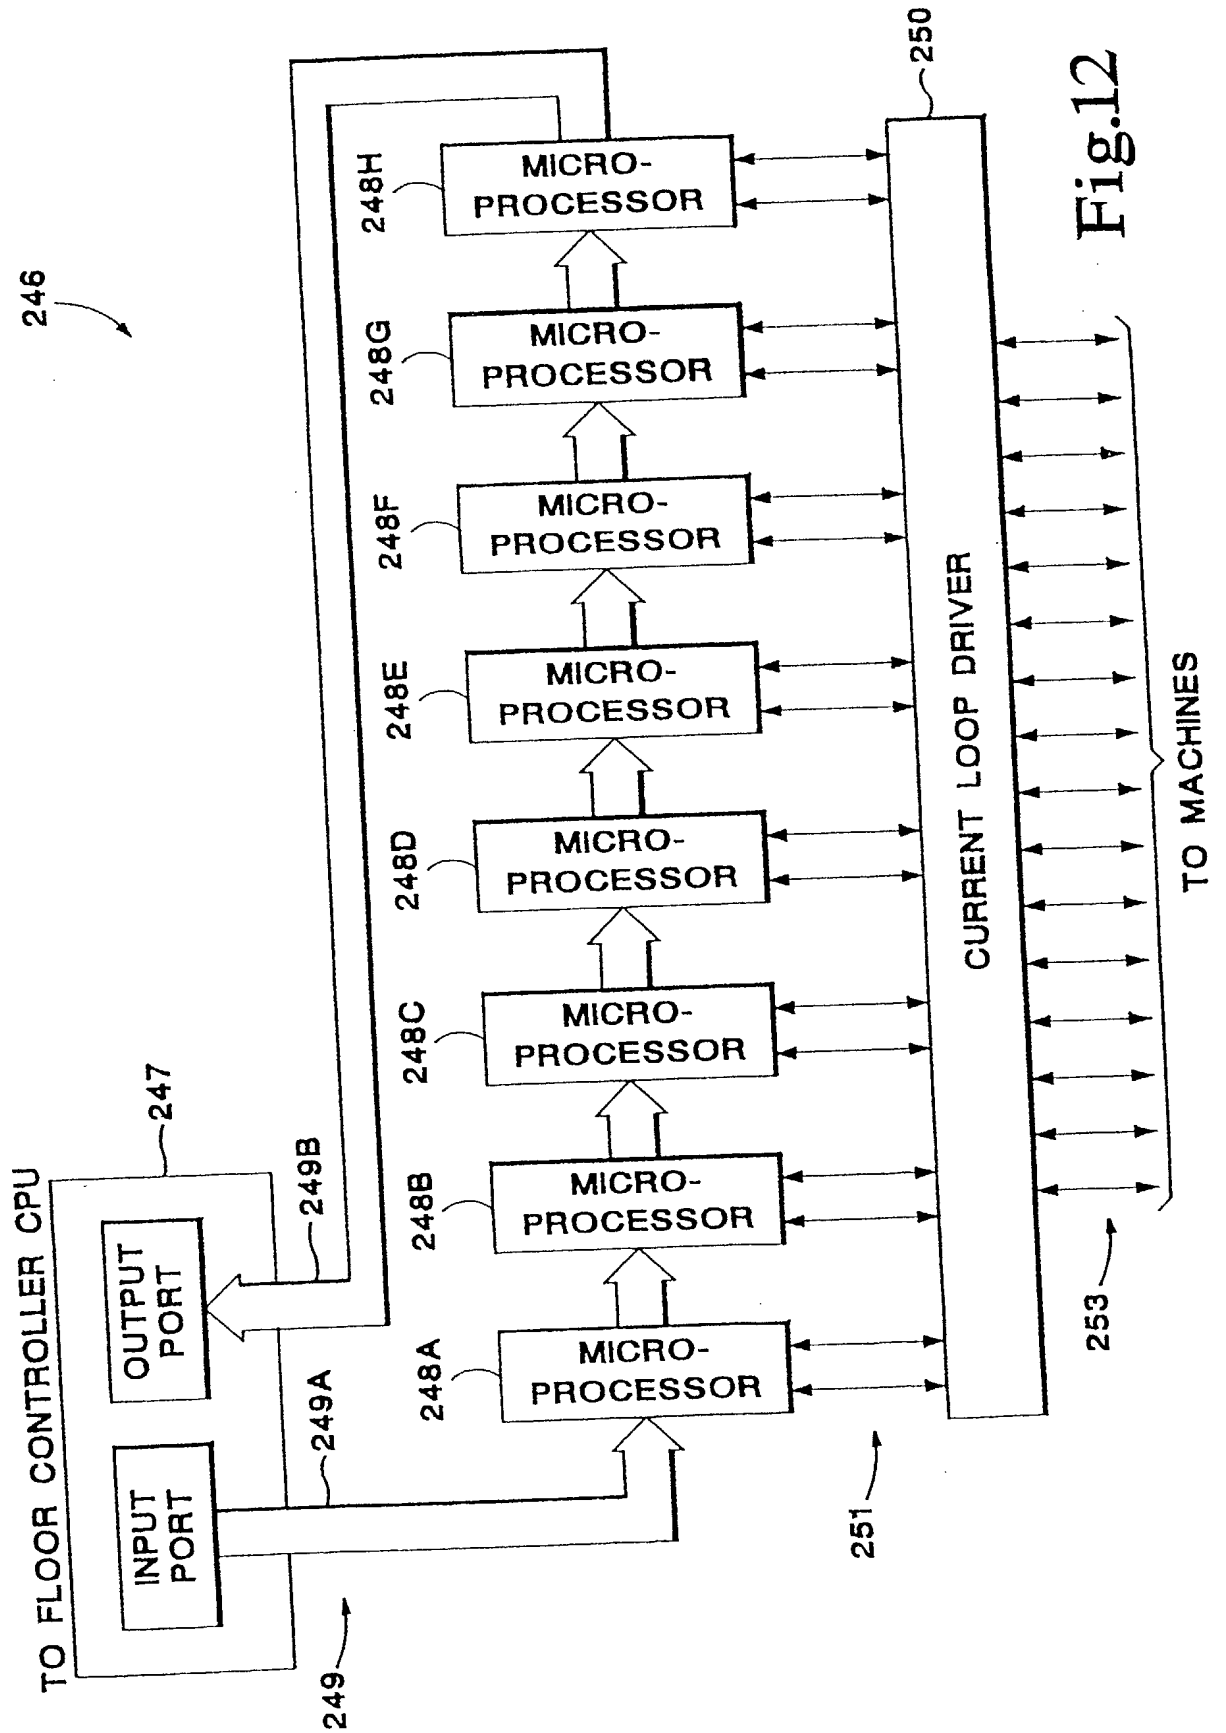 246
TO FLOOR CONTROLLER CPU
247
INPUT
PORT
OUTPUT
PORT
249
249A
249B
248A
248B
248C
248D
248E
248F
248G
248H
MICRO-
PROCESSOR
MICRO-
PROCESSOR
MICRO-
PROCESSOR
MICRO-
PROCESSOR
MICRO-
PROCESSOR
MICRO-
PROCESSOR
MICRO-
PROCESSOR
MICRO-
PROCESSOR
251
250
CURRENT LOOP DRIVER
253
TO MACHINES
Fig.12